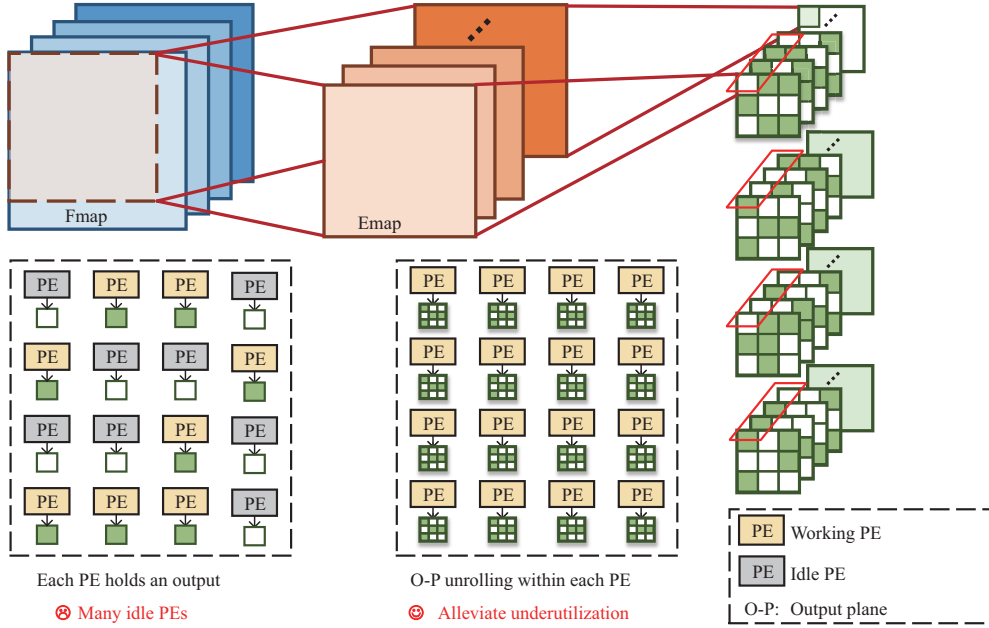 Fmap
Emap
PE PE PE PE
PE PE PE PE
PE PE PE PE
PE PE PE PE
Each PE holds an output
Many idle PEs
PE PE PE PE
PE PE PE PE
PE PE PE PE
PE PE PE PE
O-P unrolling within each PE
Alleviate underutilization
PE Working PE
PE Idle PE
O-P: Output plane